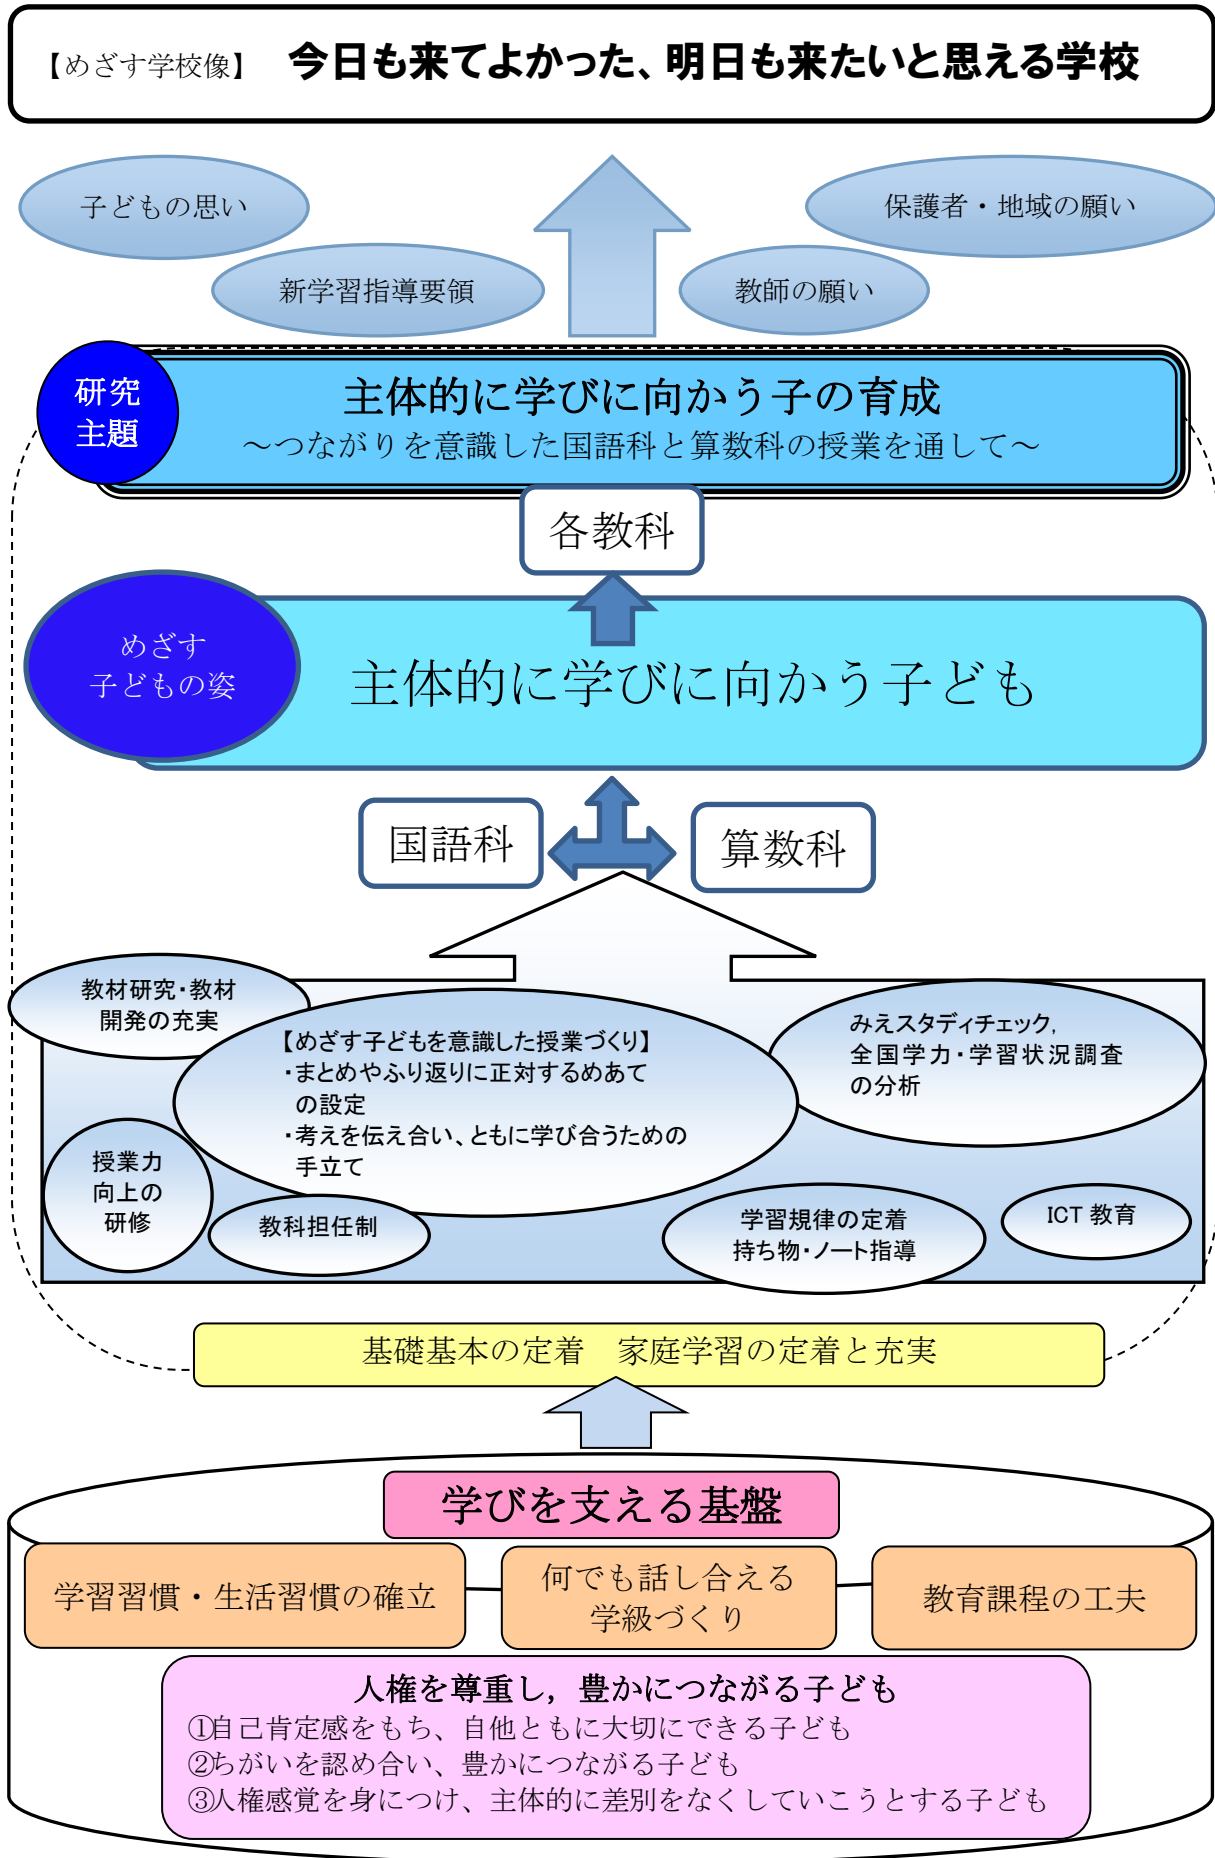 【めざす学校像】 今日も来てよかった、明日も来たいと思える学校
子どもの思い
保護者・地域の願い
新学習指導要領
教師の願い
研究
主題
主体的に学びに向かう子の育成
～つながりを意識した国語科と算数科の授業を通して～
各教科
めざす
子どもの姿
主体的に学びに向かう子ども
国語科
算数科
教材研究・教材
開発の充実
【めざす子どもを意識した授業づくり】
・まとめやふり返りに正対するめあて
の設定
・考えを伝え合い、ともに学び合うための
手立て
みえスタディチェック,
全国学力・学習状況調査
の分析
授業力
向上の
研修
教科担任制
学習規律の定着
持ち物・ノート指導
ICT 教育
基礎基本の定着　家庭学習の定着と充実
学びを支える基盤
学習習慣・生活習慣の確立
何でも話し合える
学級づくり
教育課程の工夫
人権を尊重し，豊かにつながる子ども
①自己肯定感をもち、自他ともに大切にできる子ども
②ちがいを認め合い、豊かにつながる子ども
③人権感覚を身につけ、主体的に差別をなくしていこうとする子ども